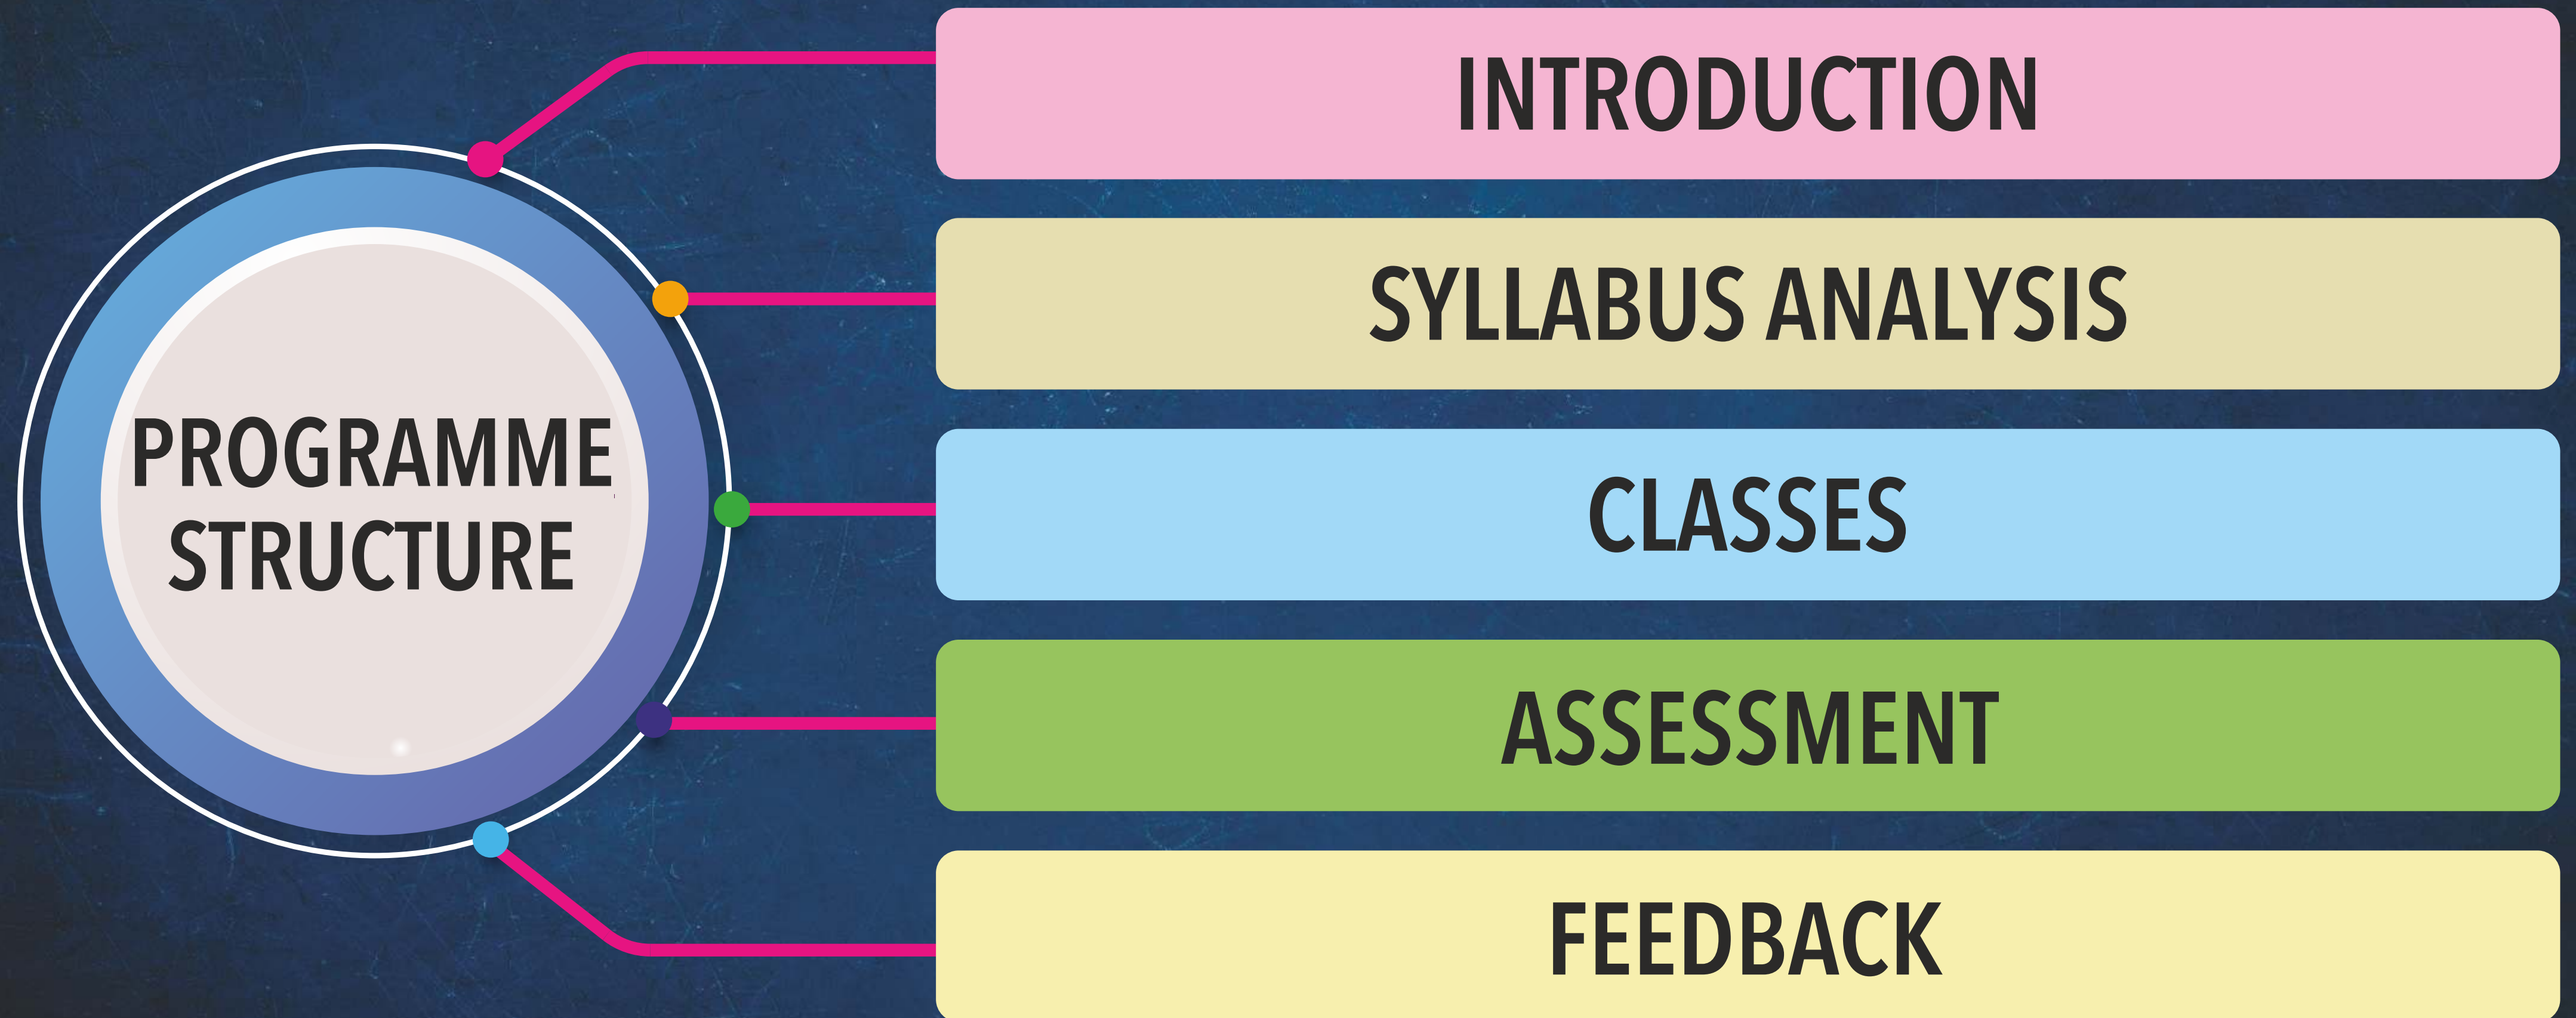 PROGRAMME
STRUCTURE
INTRODUCTION
SYLLABUS ANALYSIS
CLASSES
ASSESSMENT
FEEDBACK